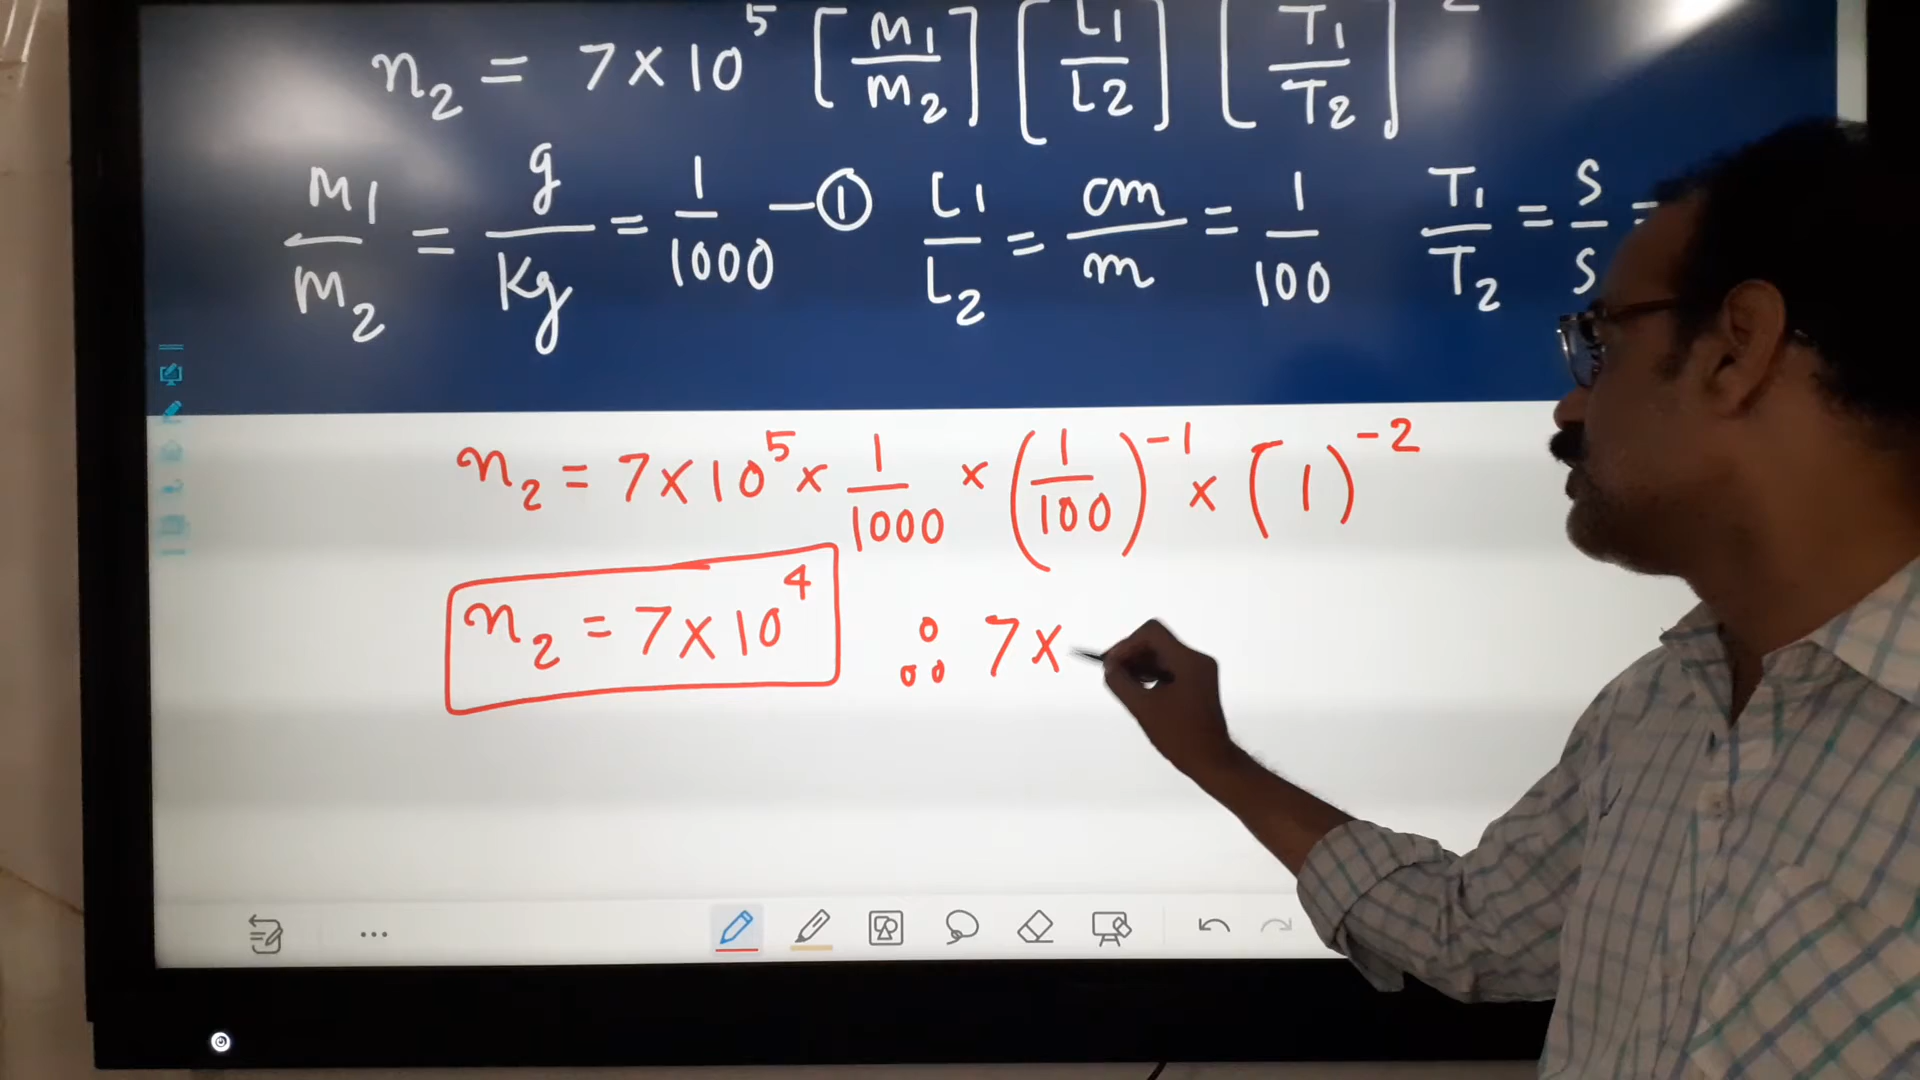 n₂ = 7 × 10⁵ [M₁/M₂] [L₁/L₂] [T₁/T₂]⁻²
M₁/M₂ = g/Kg = 1/1000 — ① L₁/L₂ = cm/m = 1/100 T₁/T₂ = s/s =
n₂ = 7 × 10⁵ × 1/1000 × (1/100)⁻¹ × (1)⁻²
n₂ = 7 × 10⁴ ∴ 7 ×